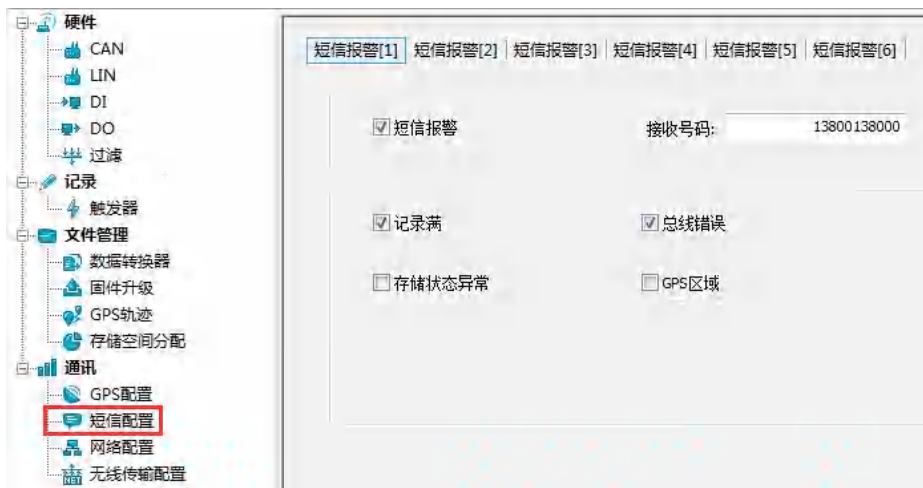 硬件
CAN
LIN
DI
DO
过滤
记录
触发器
文件管理
数据转换器
固件升级
GPS轨迹
存储空间分配
通讯
GPS配置
短信配置
网络配置
无线传输配置
短信报警[1] 短信报警[2] 短信报警[3] 短信报警[4] 短信报警[5] 短信报警[6]
短信报警 接收号码: 13800138000
记录满 总线错误
存储状态异常 GPS区域